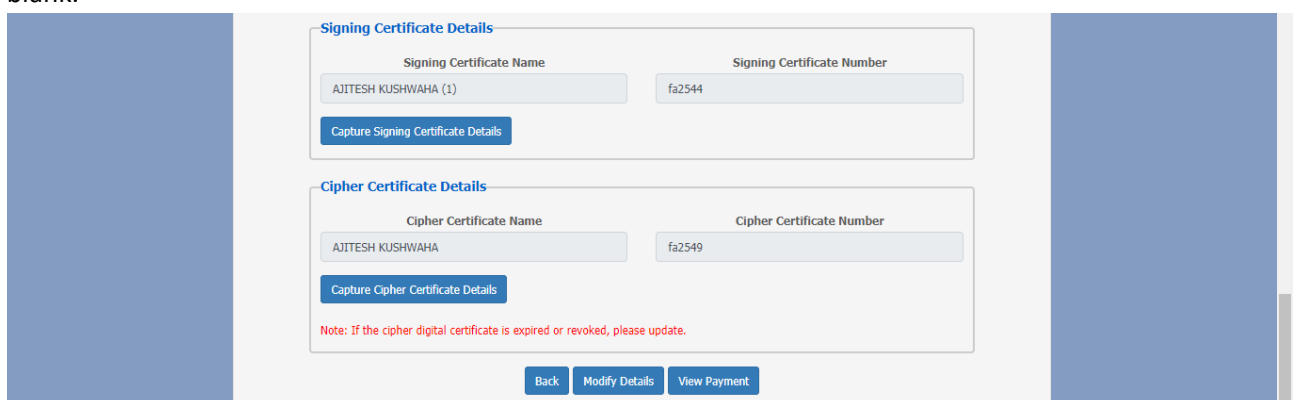 blank.
Signing Certificate Details
Signing Certificate Name Signing Certificate Number
AJITESH KUSHWAHA (1) fa2544
Capture Signing Certificate Details
Cipher Certificate Details
Cipher Certificate Name Cipher Certificate Number
AJITESH KUSHWAHA fa2549
Capture Cipher Certificate Details
Note: If the cipher digital certificate is expired or revoked, please update.
Back Modify Details View Payment